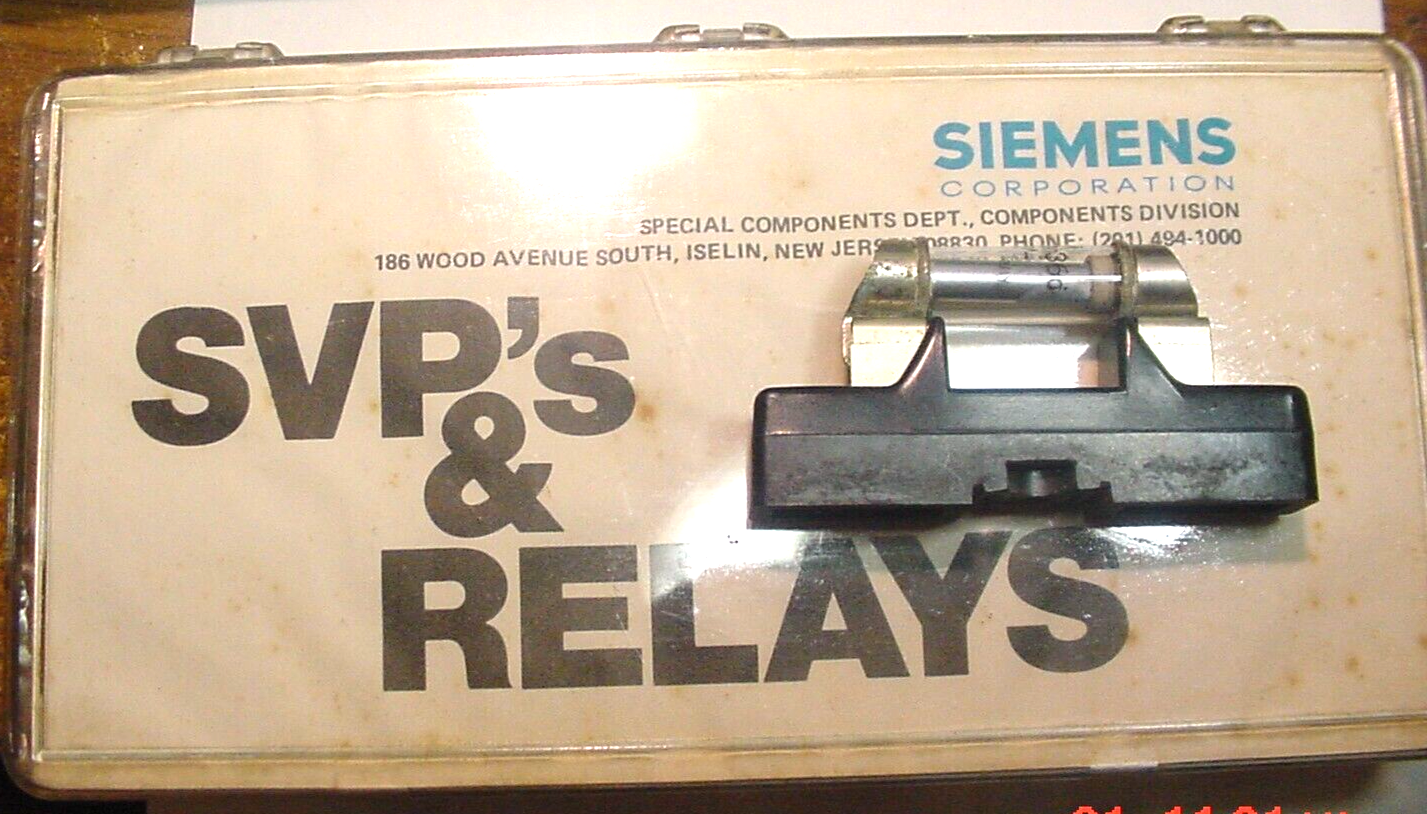 SIEMENS
CORPORATION
SPECIAL COMPONENTS DEPT., COMPONENTS DIVISION
186 WOOD AVENUE SOUTH, ISELIN, NEW JERSEY 08830 PHONE: (201) 494-1000
SVP's
&
RELAYS